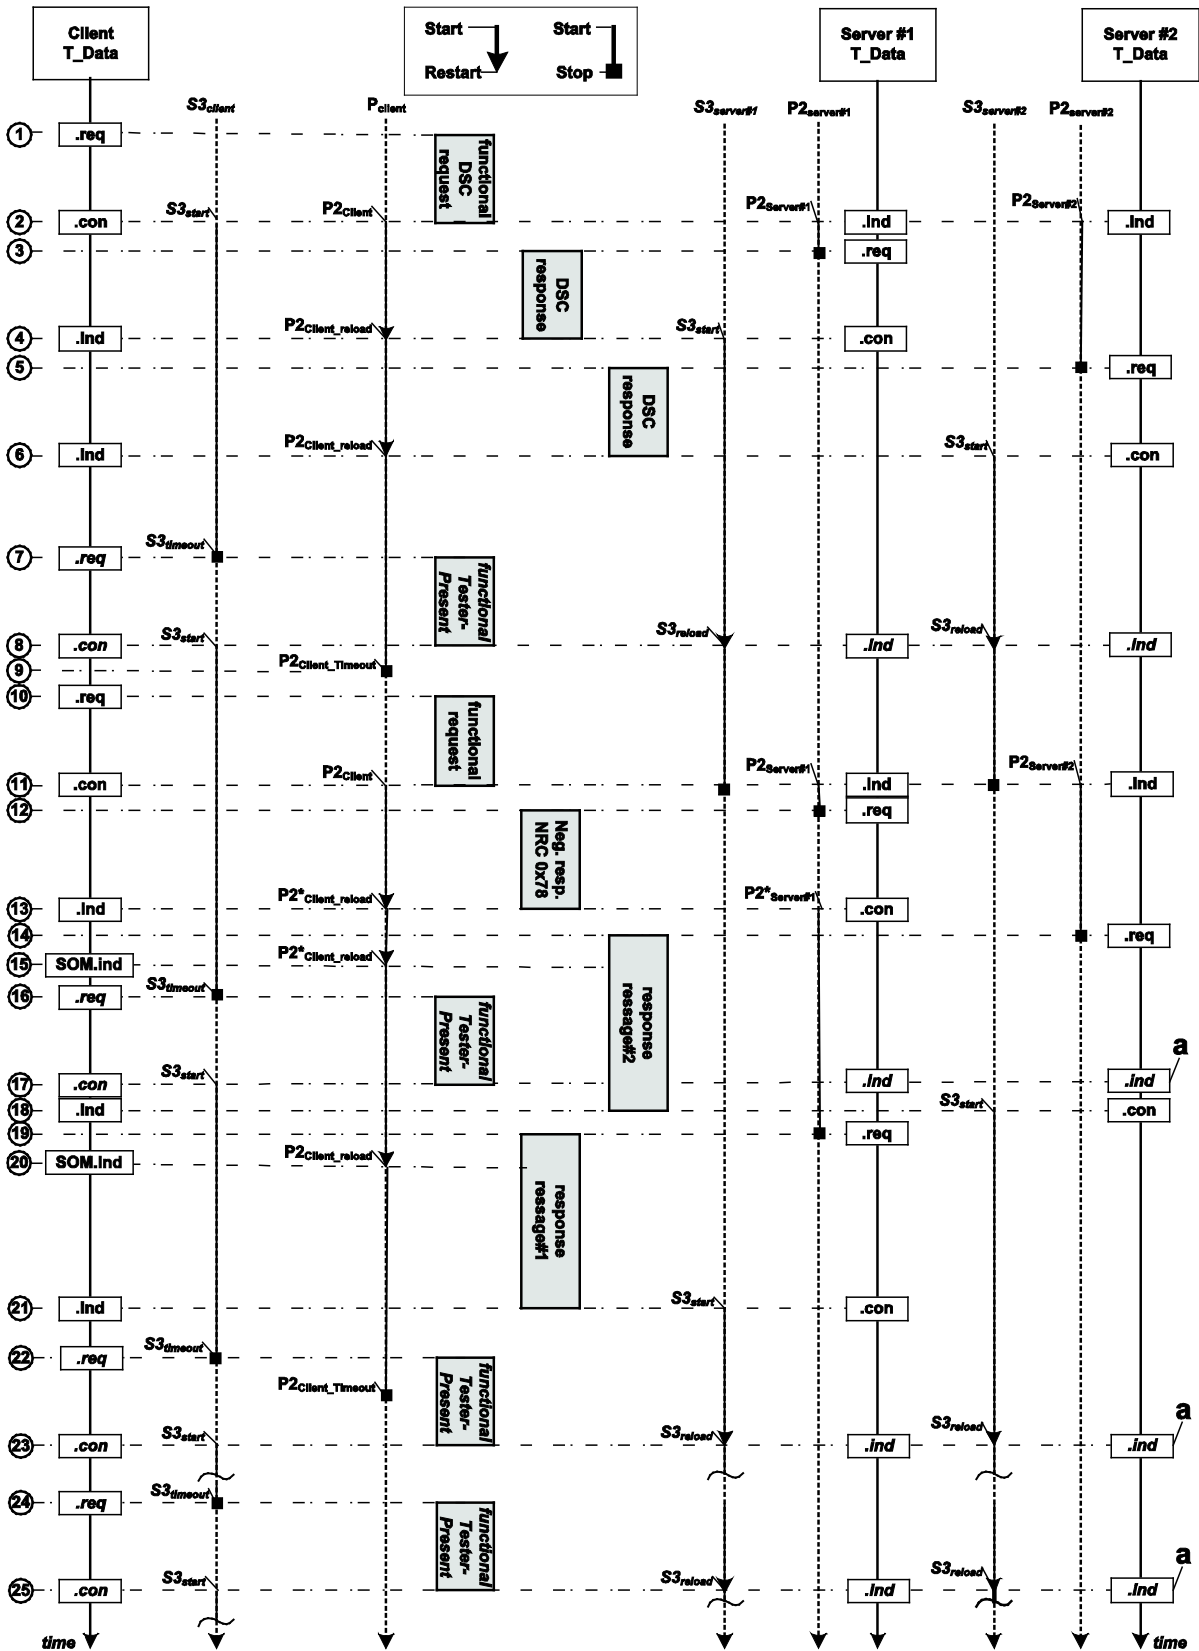 Client
T_Data
Start
Start
Restart
Stop
Server #1
T_Data
Server #2
T_Data
S3client
Pclient
S3server#1
P2server#1
S3server#2
P2server#2
1 .req
functional
DSC
request
2 .con S3start P2Client P2Server#1 .Ind P2Server#2 .Ind
3 .req
DSC
response
4 .Ind P2Client_reload S3start .con
5 .req
DSC
response
6 .Ind P2Client_reload S3start .con
7 .req S3timeout
functional
Tester-
Present
8 .con S3start S3reload .Ind S3reload .Ind
9 P2Client_Timeout
10 .req
functional
request
11 .con P2Client P2Server#1 .Ind P2Server#2 .Ind
12 .req
Neg. resp.
NRC 0x78
13 .Ind P2*Client_reload P2*Server#1 .con
14 .req
15 SOM.ind P2*Client_reload
response
ressage#2
16 .req S3timeout
functional
Tester-
Present
17 .con S3start .Ind .Ind a
18 .Ind S3start .con
19 .req
20 SOM.Ind P2Client_reload
response
ressage#1
21 .Ind S3start .con
22 .req S3timeout
P2Client_Timeout
functional
Tester-
Present
23 .con S3start S3reload .ind S3reload .ind a
24 .req S3timeout
functional
Tester-
Present
25 .con S3start S3reload .Ind S3reload .Ind a
time
time